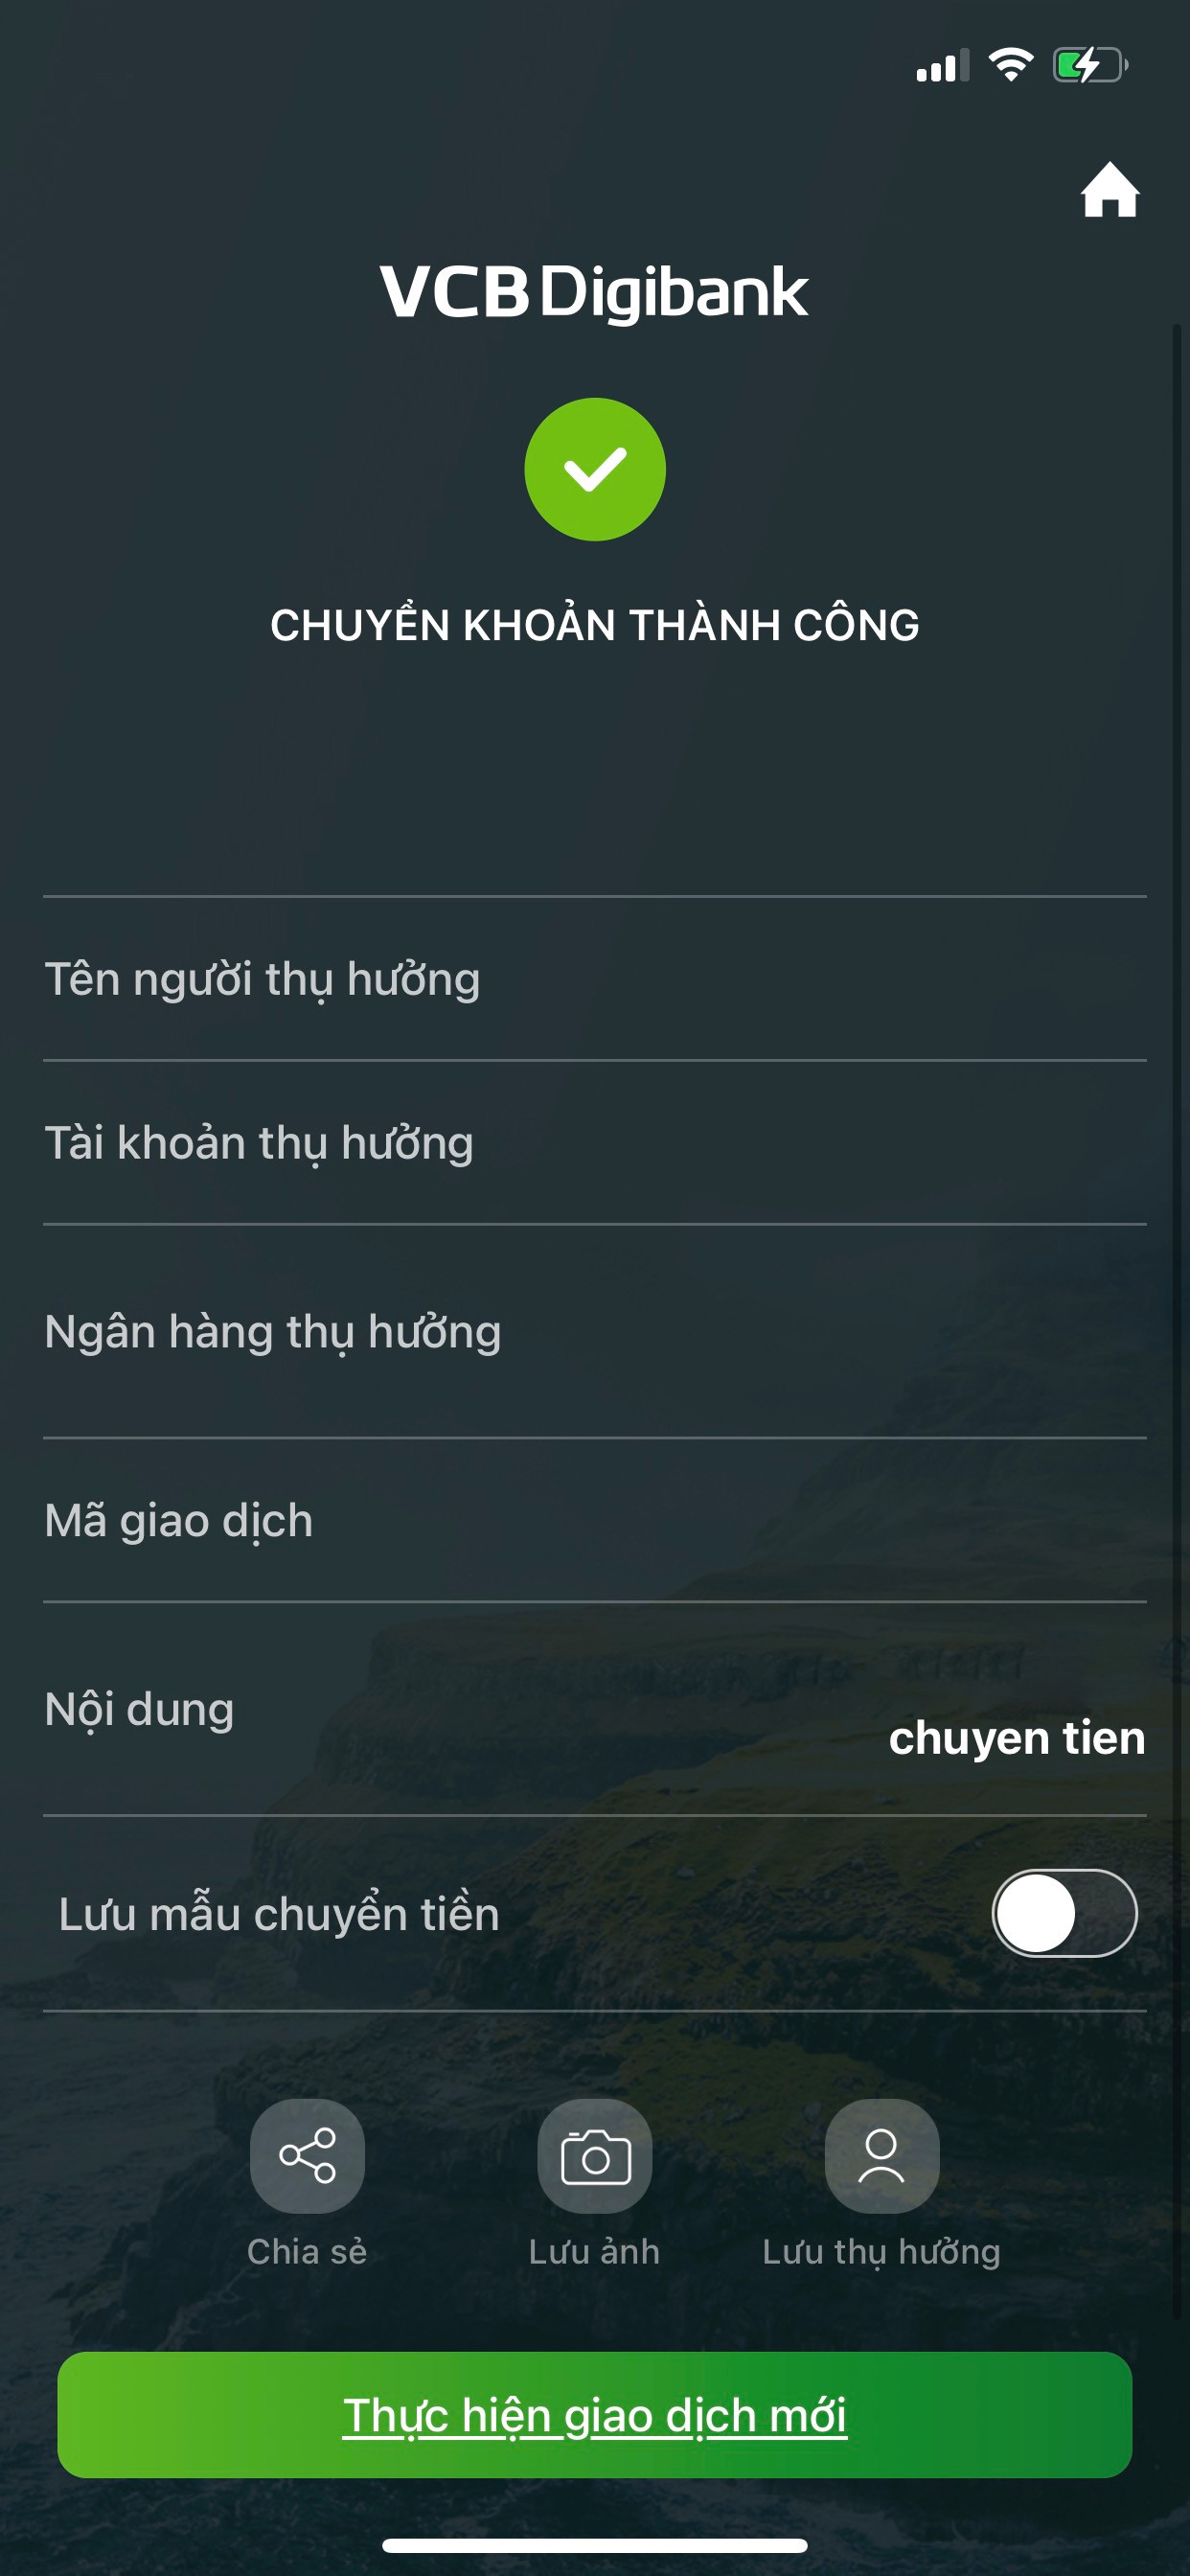 VCB Digibank
CHUYỂN KHOẢN THÀNH CÔNG
Tên người thụ hưởng
Tài khoản thụ hưởng
Ngân hàng thụ hưởng
Mã giao dịch
Nội dung
chuyen tien
Lưu mẫu chuyển tiền
Chia sẻ
Lưu ảnh
Lưu thụ hưởng
Thực hiện giao dịch mới